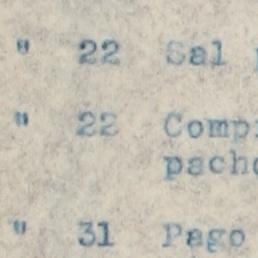 " 22 Sal
" 22 Comp
pach
" 31 Pago